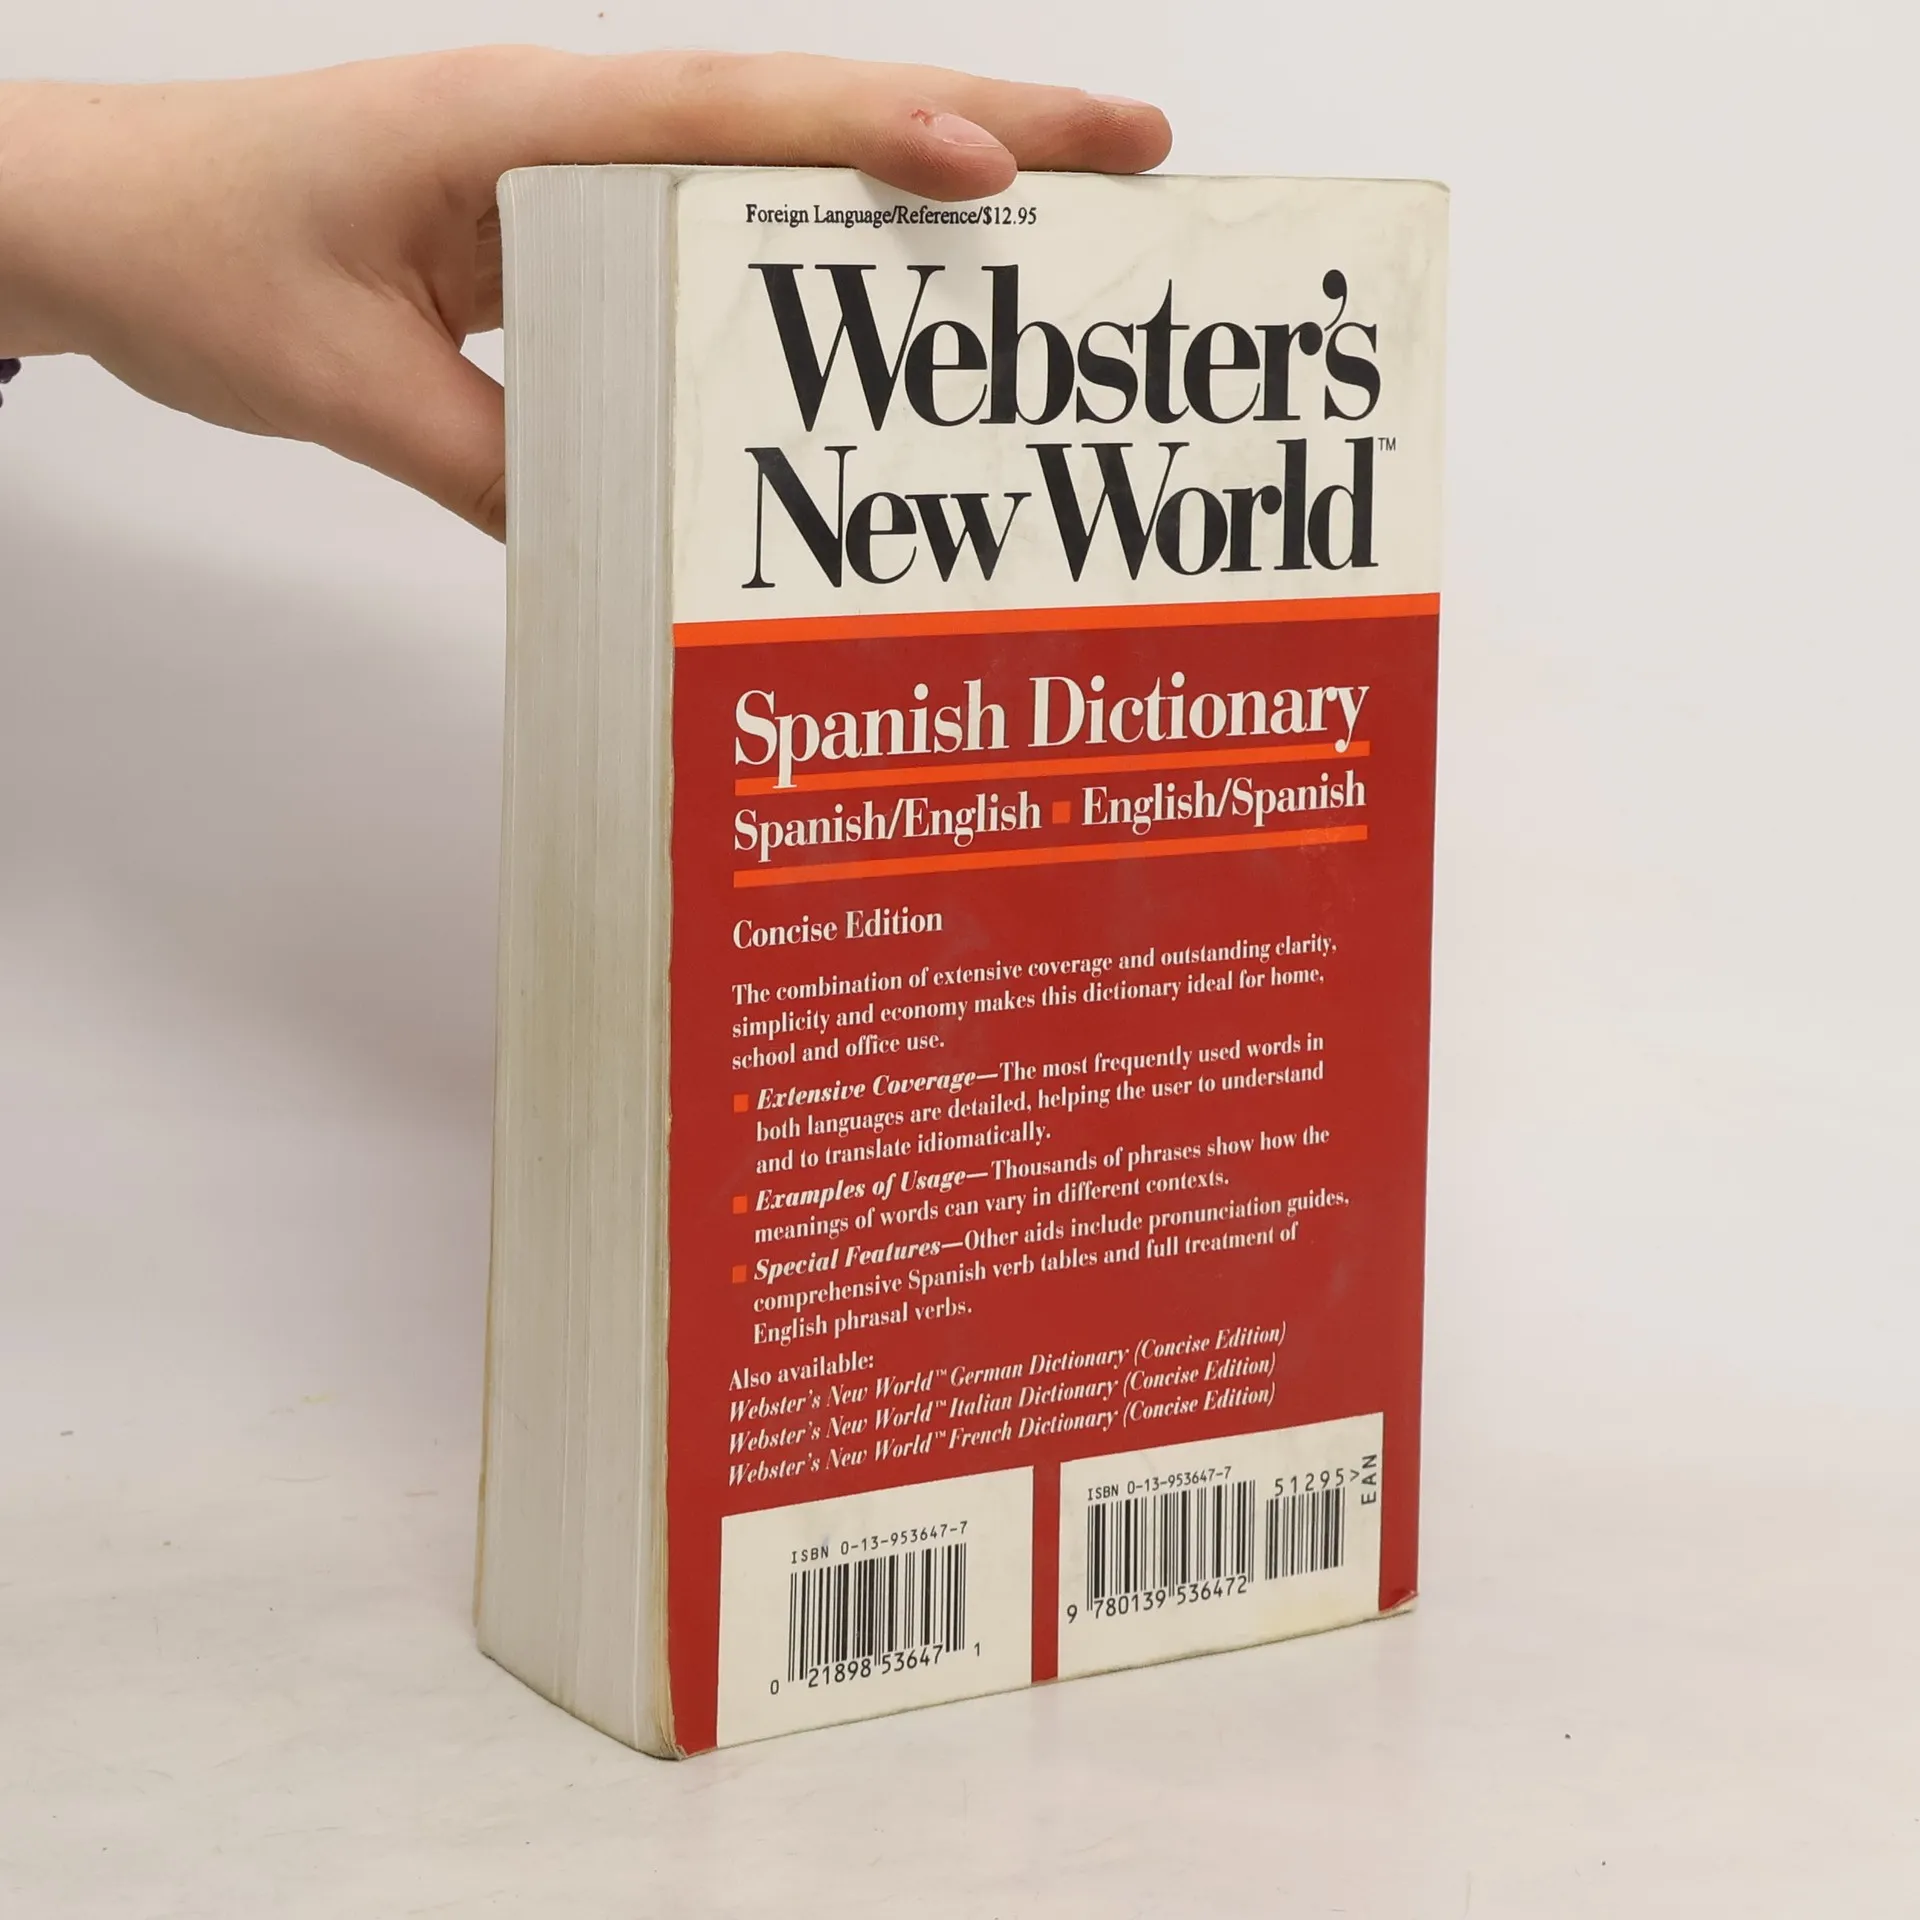 Foreign Language/Reference/$12.95
Webster's
New World™
Spanish Dictionary
Spanish/English ■ English/Spanish
Concise Edition
The combination of extensive coverage and outstanding clarity,
simplicity and economy makes this dictionary ideal for home,
school and office use.
■ Extensive Coverage—The most frequently used words in
both languages are detailed, helping the user to understand
and to translate idiomatically.
■ Examples of Usage—Thousands of phrases show how the
meanings of words can vary in different contexts.
■ Special Features—Other aids include pronunciation guides,
comprehensive Spanish verb tables and full treatment of
English phrasal verbs.
Also available:
Webster's New World™ German Dictionary (Concise Edition)
Webster's New World™ Italian Dictionary (Concise Edition)
Webster's New World™ French Dictionary (Concise Edition)
ISBN 0-13-953647-7
0 21898 53647 1
ISBN 0-13-953647-7
51295>
EAN
9 780139 536472